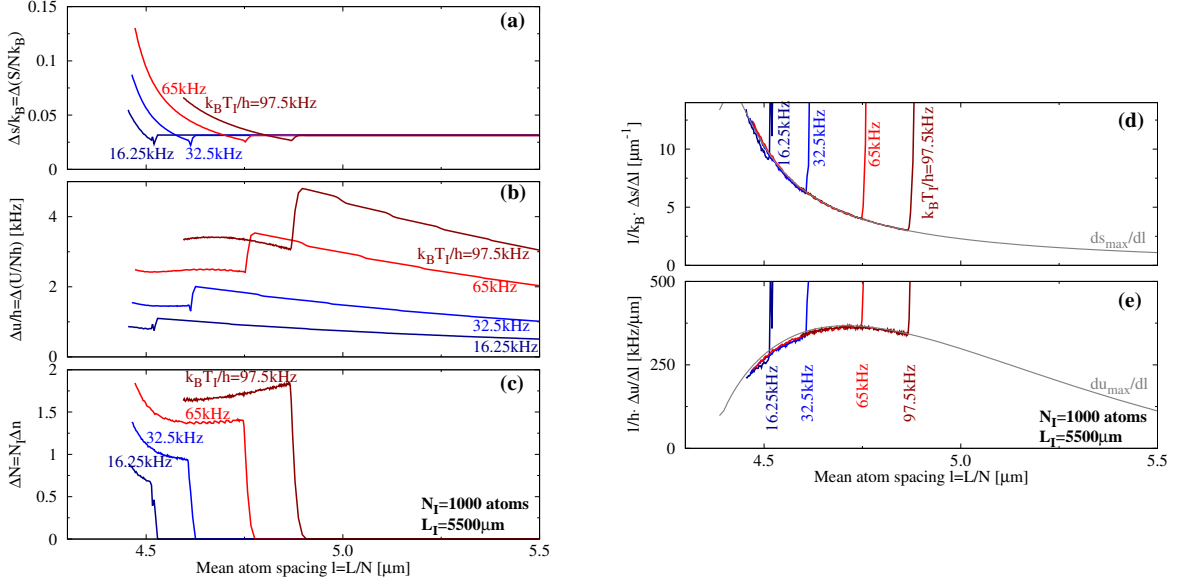 (a)
0.15
0.1
0.05
0
Δs/k_B=Δ(S/Nk_B)
65kHz
k_BT_I/h=97.5kHz
16.25kHz
32.5kHz
(b)
6
4
2
0
Δu/h=Δ(U/Nh) [kHz]
k_BT_I/h=97.5kHz
65kHz
32.5kHz
16.25kHz
(c)
2
1.5
1
0.5
0
ΔN=N_IΔn
k_BT_I/h=97.5kHz
65kHz
32.5kHz
16.25kHz
N_I=1000 atoms
L_I=5500μm
4.5 5.0 5.5
Mean atom spacing l=L/N [μm]
(d)
10
5
0
1/k_B· Δs/Δl [μm⁻¹]
16.25kHz
32.5kHz
65kHz
k_BT_I/h=97.5kHz
ds_max/dl
(e)
500
250
0
1/h· Δu/Δl [kHz/μm]
16.25kHz
32.5kHz
65kHz
97.5kHz
du_max/dl
N_I=1000 atoms
L_I=5500μm
4.5 5.0 5.5
Mean atom spacing l=L/N [μm]